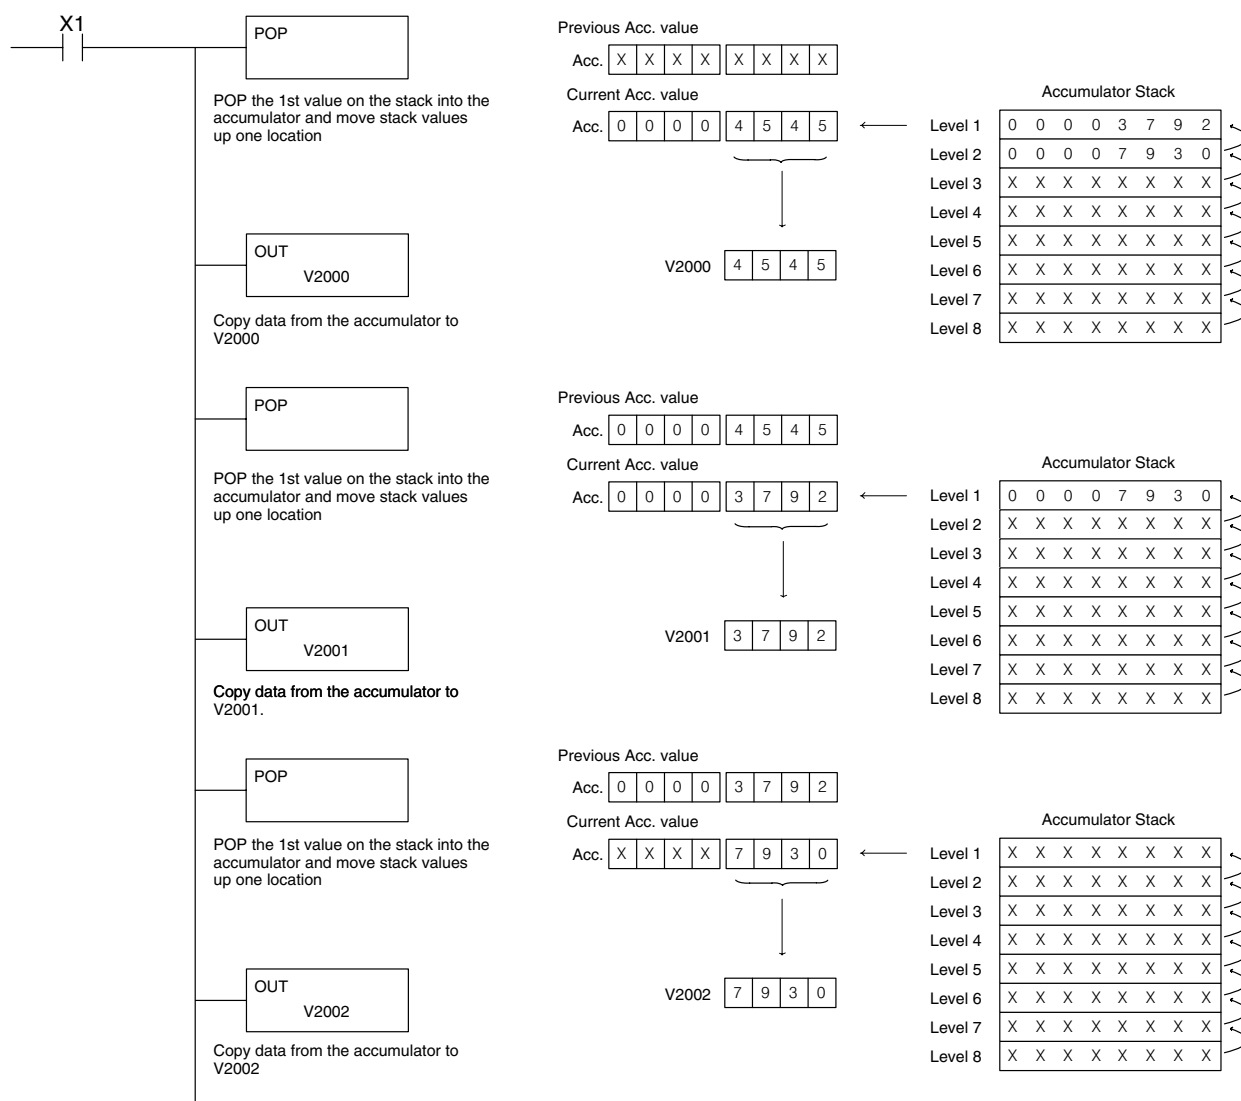 X1
POP
POP the 1st value on the stack into the
accumulator and move stack values
up one location
Previous Acc. value
Acc. X X X X X X X X
Current Acc. value
Acc. 0 0 0 0 4 5 4 5
Accumulator Stack
Level 1 0 0 0 0 3 7 9 2
Level 2 0 0 0 0 7 9 3 0
Level 3 X X X X X X X X
Level 4 X X X X X X X X
Level 5 X X X X X X X X
Level 6 X X X X X X X X
Level 7 X X X X X X X X
Level 8 X X X X X X X X
OUT
V2000
V2000 4 5 4 5
Copy data from the accumulator to
V2000
POP
POP the 1st value on the stack into the
accumulator and move stack values
up one location
Previous Acc. value
Acc. 0 0 0 0 4 5 4 5
Current Acc. value
Acc. 0 0 0 0 3 7 9 2
Accumulator Stack
Level 1 0 0 0 0 7 9 3 0
Level 2 X X X X X X X X
Level 3 X X X X X X X X
Level 4 X X X X X X X X
Level 5 X X X X X X X X
Level 6 X X X X X X X X
Level 7 X X X X X X X X
Level 8 X X X X X X X X
OUT
V2001
V2001 3 7 9 2
Copy data from the accumulator to
V2001.
POP
POP the 1st value on the stack into the
accumulator and move stack values
up one location
Previous Acc. value
Acc. 0 0 0 0 3 7 9 2
Current Acc. value
Acc. X X X X 7 9 3 0
Accumulator Stack
Level 1 X X X X X X X X
Level 2 X X X X X X X X
Level 3 X X X X X X X X
Level 4 X X X X X X X X
Level 5 X X X X X X X X
Level 6 X X X X X X X X
Level 7 X X X X X X X X
Level 8 X X X X X X X X
OUT
V2002
V2002 7 9 3 0
Copy data from the accumulator to
V2002